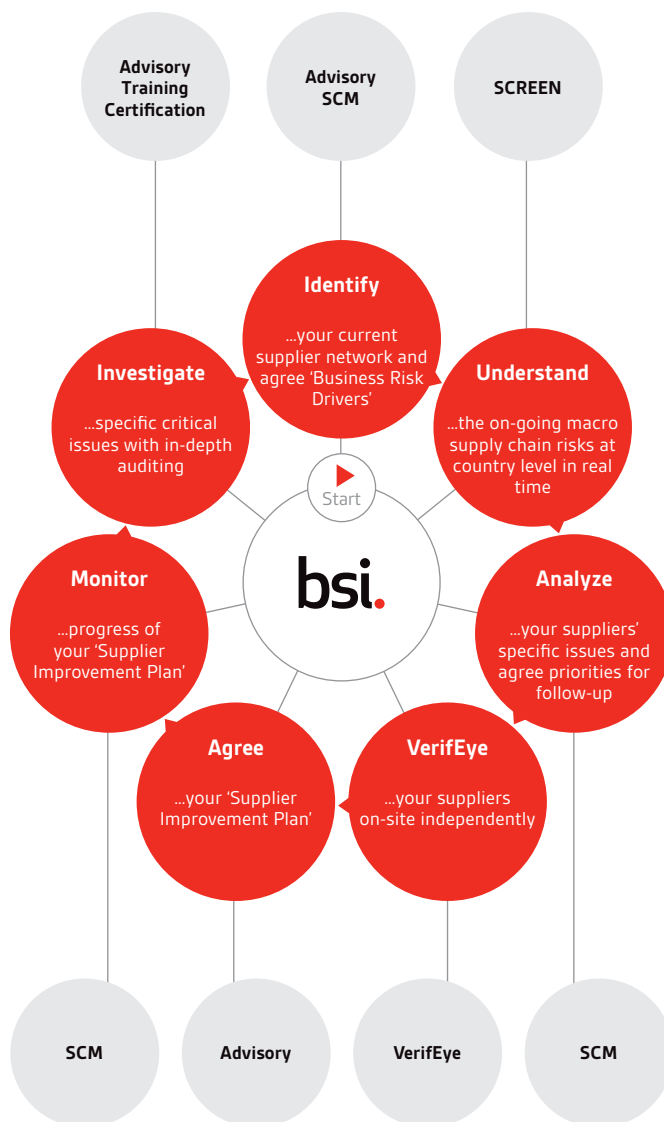 Advisory
Training
Certification
Advisory
SCM
SCREEN
Identify
...your current
supplier network and
agree ‘Business Risk
Drivers’
Investigate
...specific critical
issues with in-depth
auditing
Understand
...the on-going macro
supply chain risks at
country level in real
time
Start
bsi.
Monitor
...progress of
your ‘Supplier
Improvement Plan’
Analyze
...your suppliers’
specific issues and
agree priorities for
follow-up
Agree
...your ‘Supplier
Improvement Plan’
VerifEye
...your suppliers
on-site independently
SCM
Advisory
VerifEye
SCM